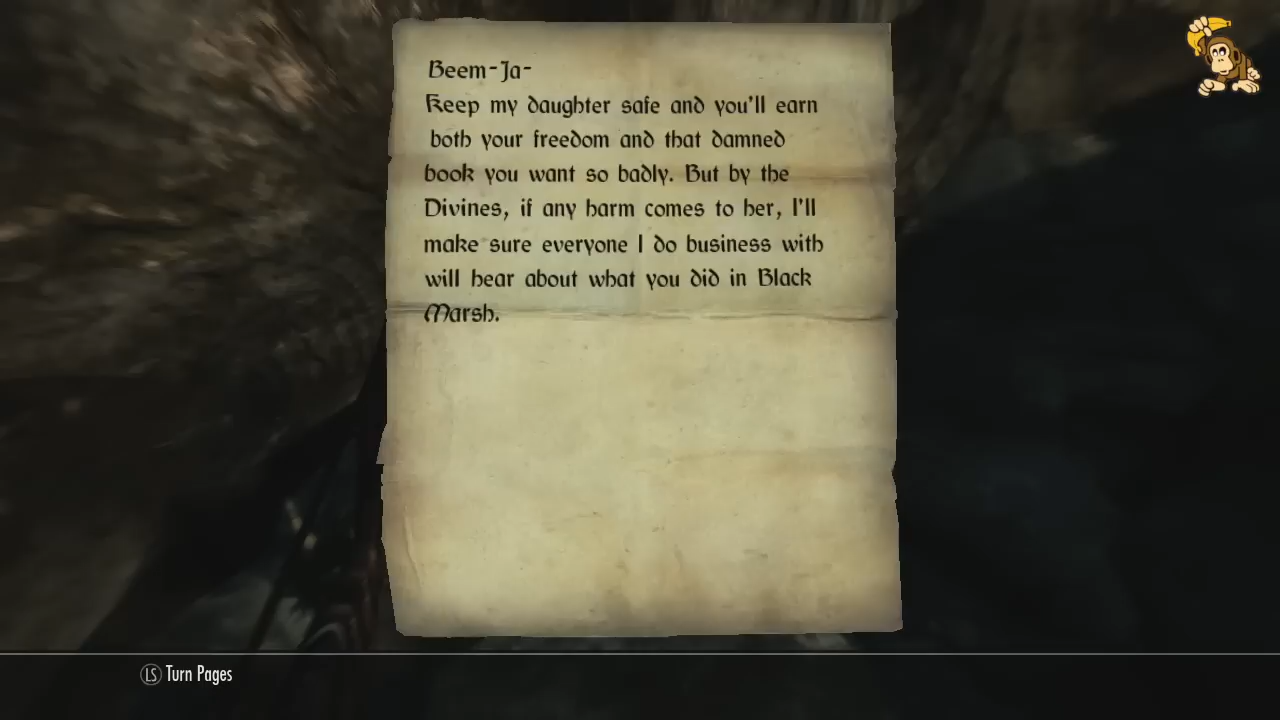 Beem-Ja-
Keep my daughter safe and you'll earn
both your freedom and that damned
book you want so badly. But by the
Divines, if any harm comes to her, I'll
make sure everyone I do business with
will hear about what you did in Black
Marsh.
LS Turn Pages